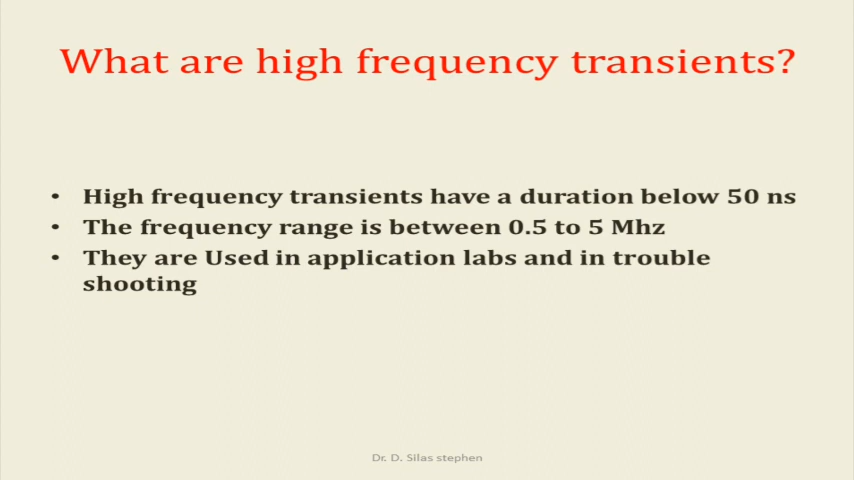 What are high frequency transients?
• High frequency transients have a duration below 50 ns
• The frequency range is between 0.5 to 5 Mhz
• They are Used in application labs and in trouble
shooting
Dr. D. Silas stephen